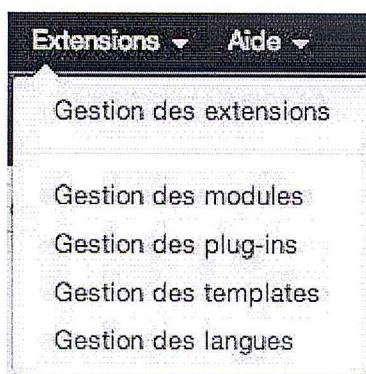 Extensions Aide
Gestion des extensions
Gestion des modules
Gestion des plug-ins
Gestion des templates
Gestion des langues